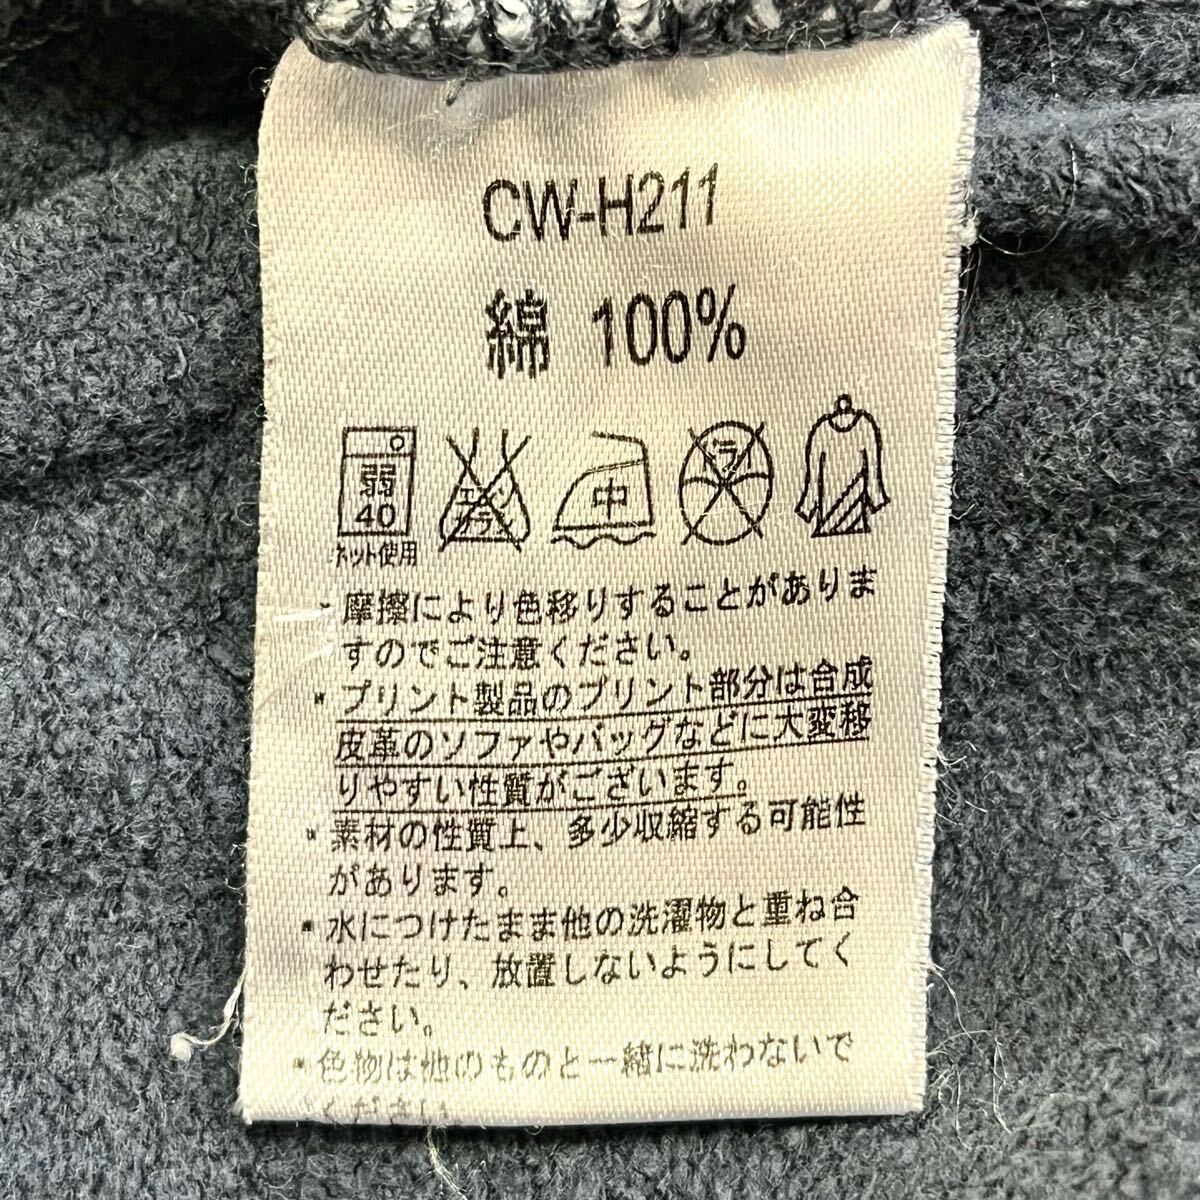 CW-H211
綿 100%
弱
40
ネット使用
エンソ
サラシ
中
ドライ
・摩擦により色移りすることがありま
すのでご注意ください。
・プリント製品のプリント部分は合成
皮革のソファやバッグなどに大変移
りやすい性質がございます。
・素材の性質上、多少収縮する可能性
があります。
・水につけたまま他の洗濯物と重ね合
わせたり、放置しないようにしてく
ださい。
・色物は他のものと一緒に洗わないで
ください